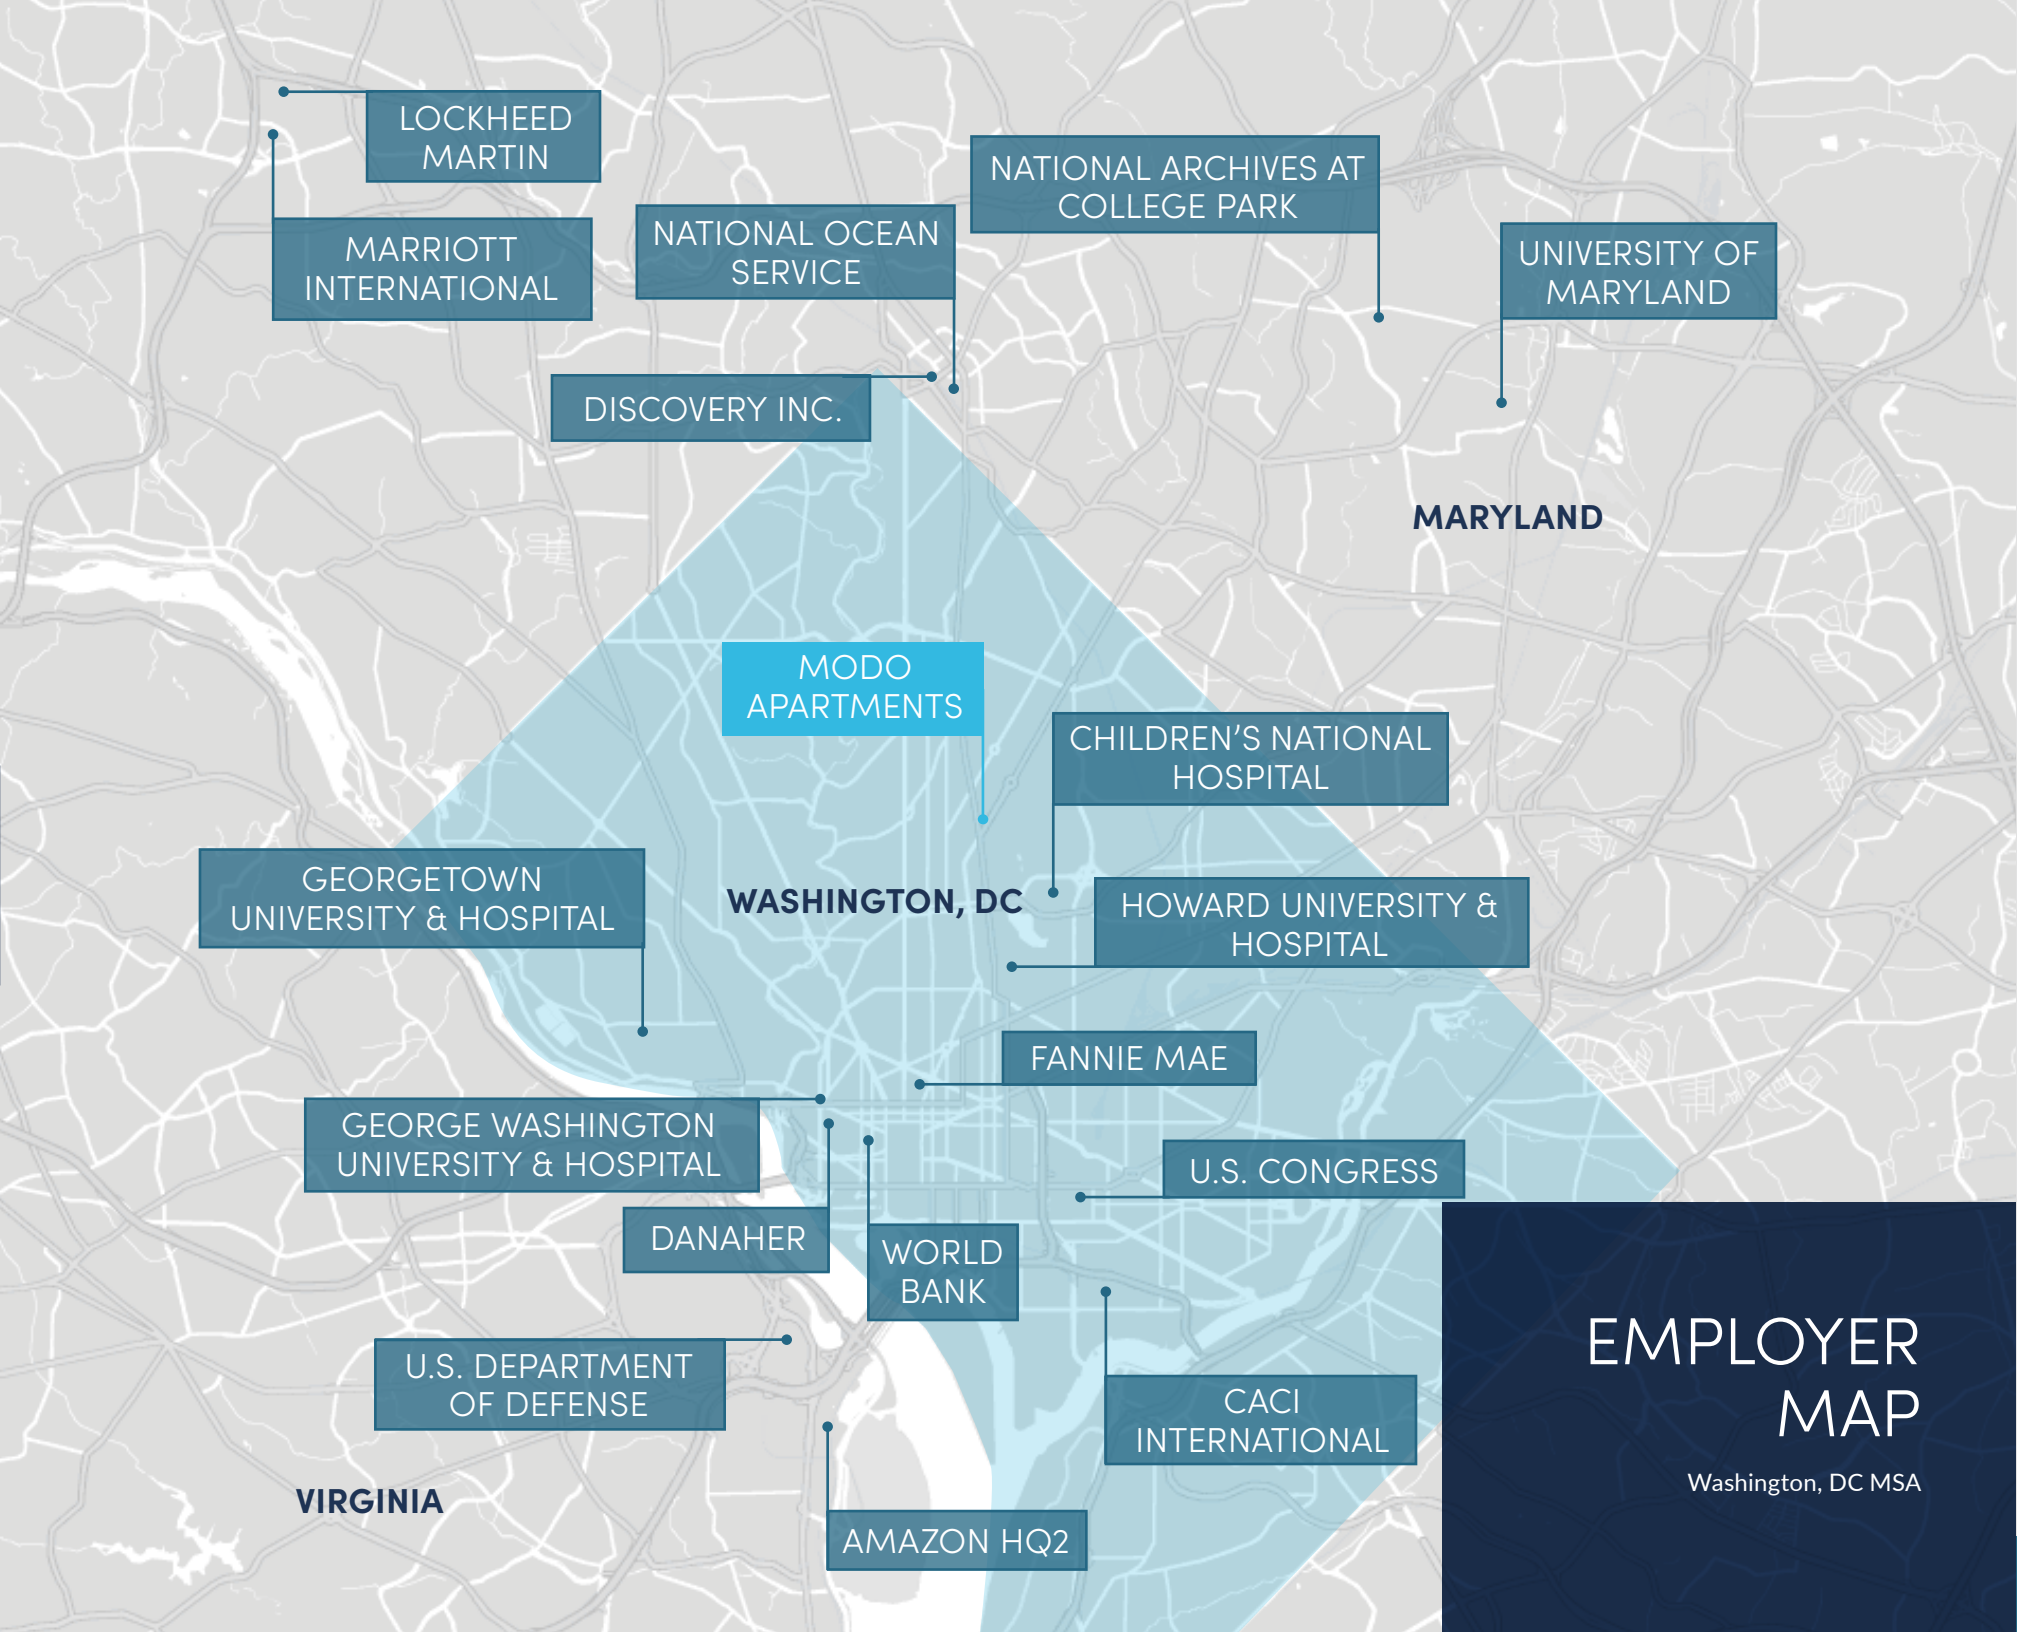 LOCKHEED
MARTIN
NATIONAL ARCHIVES AT
COLLEGE PARK
MARRIOTT
INTERNATIONAL
NATIONAL OCEAN
SERVICE
UNIVERSITY OF
MARYLAND
DISCOVERY INC.
MARYLAND
MODO
APARTMENTS
CHILDREN'S NATIONAL
HOSPITAL
GEORGETOWN
UNIVERSITY & HOSPITAL
WASHINGTON, DC
HOWARD UNIVERSITY &
HOSPITAL
FANNIE MAE
GEORGE WASHINGTON
UNIVERSITY & HOSPITAL
U.S. CONGRESS
DANAHER
WORLD
BANK
U.S. DEPARTMENT
OF DEFENSE
CACI
INTERNATIONAL
VIRGINIA
AMAZON HQ2
EMPLOYER
MAP
Washington, DC MSA